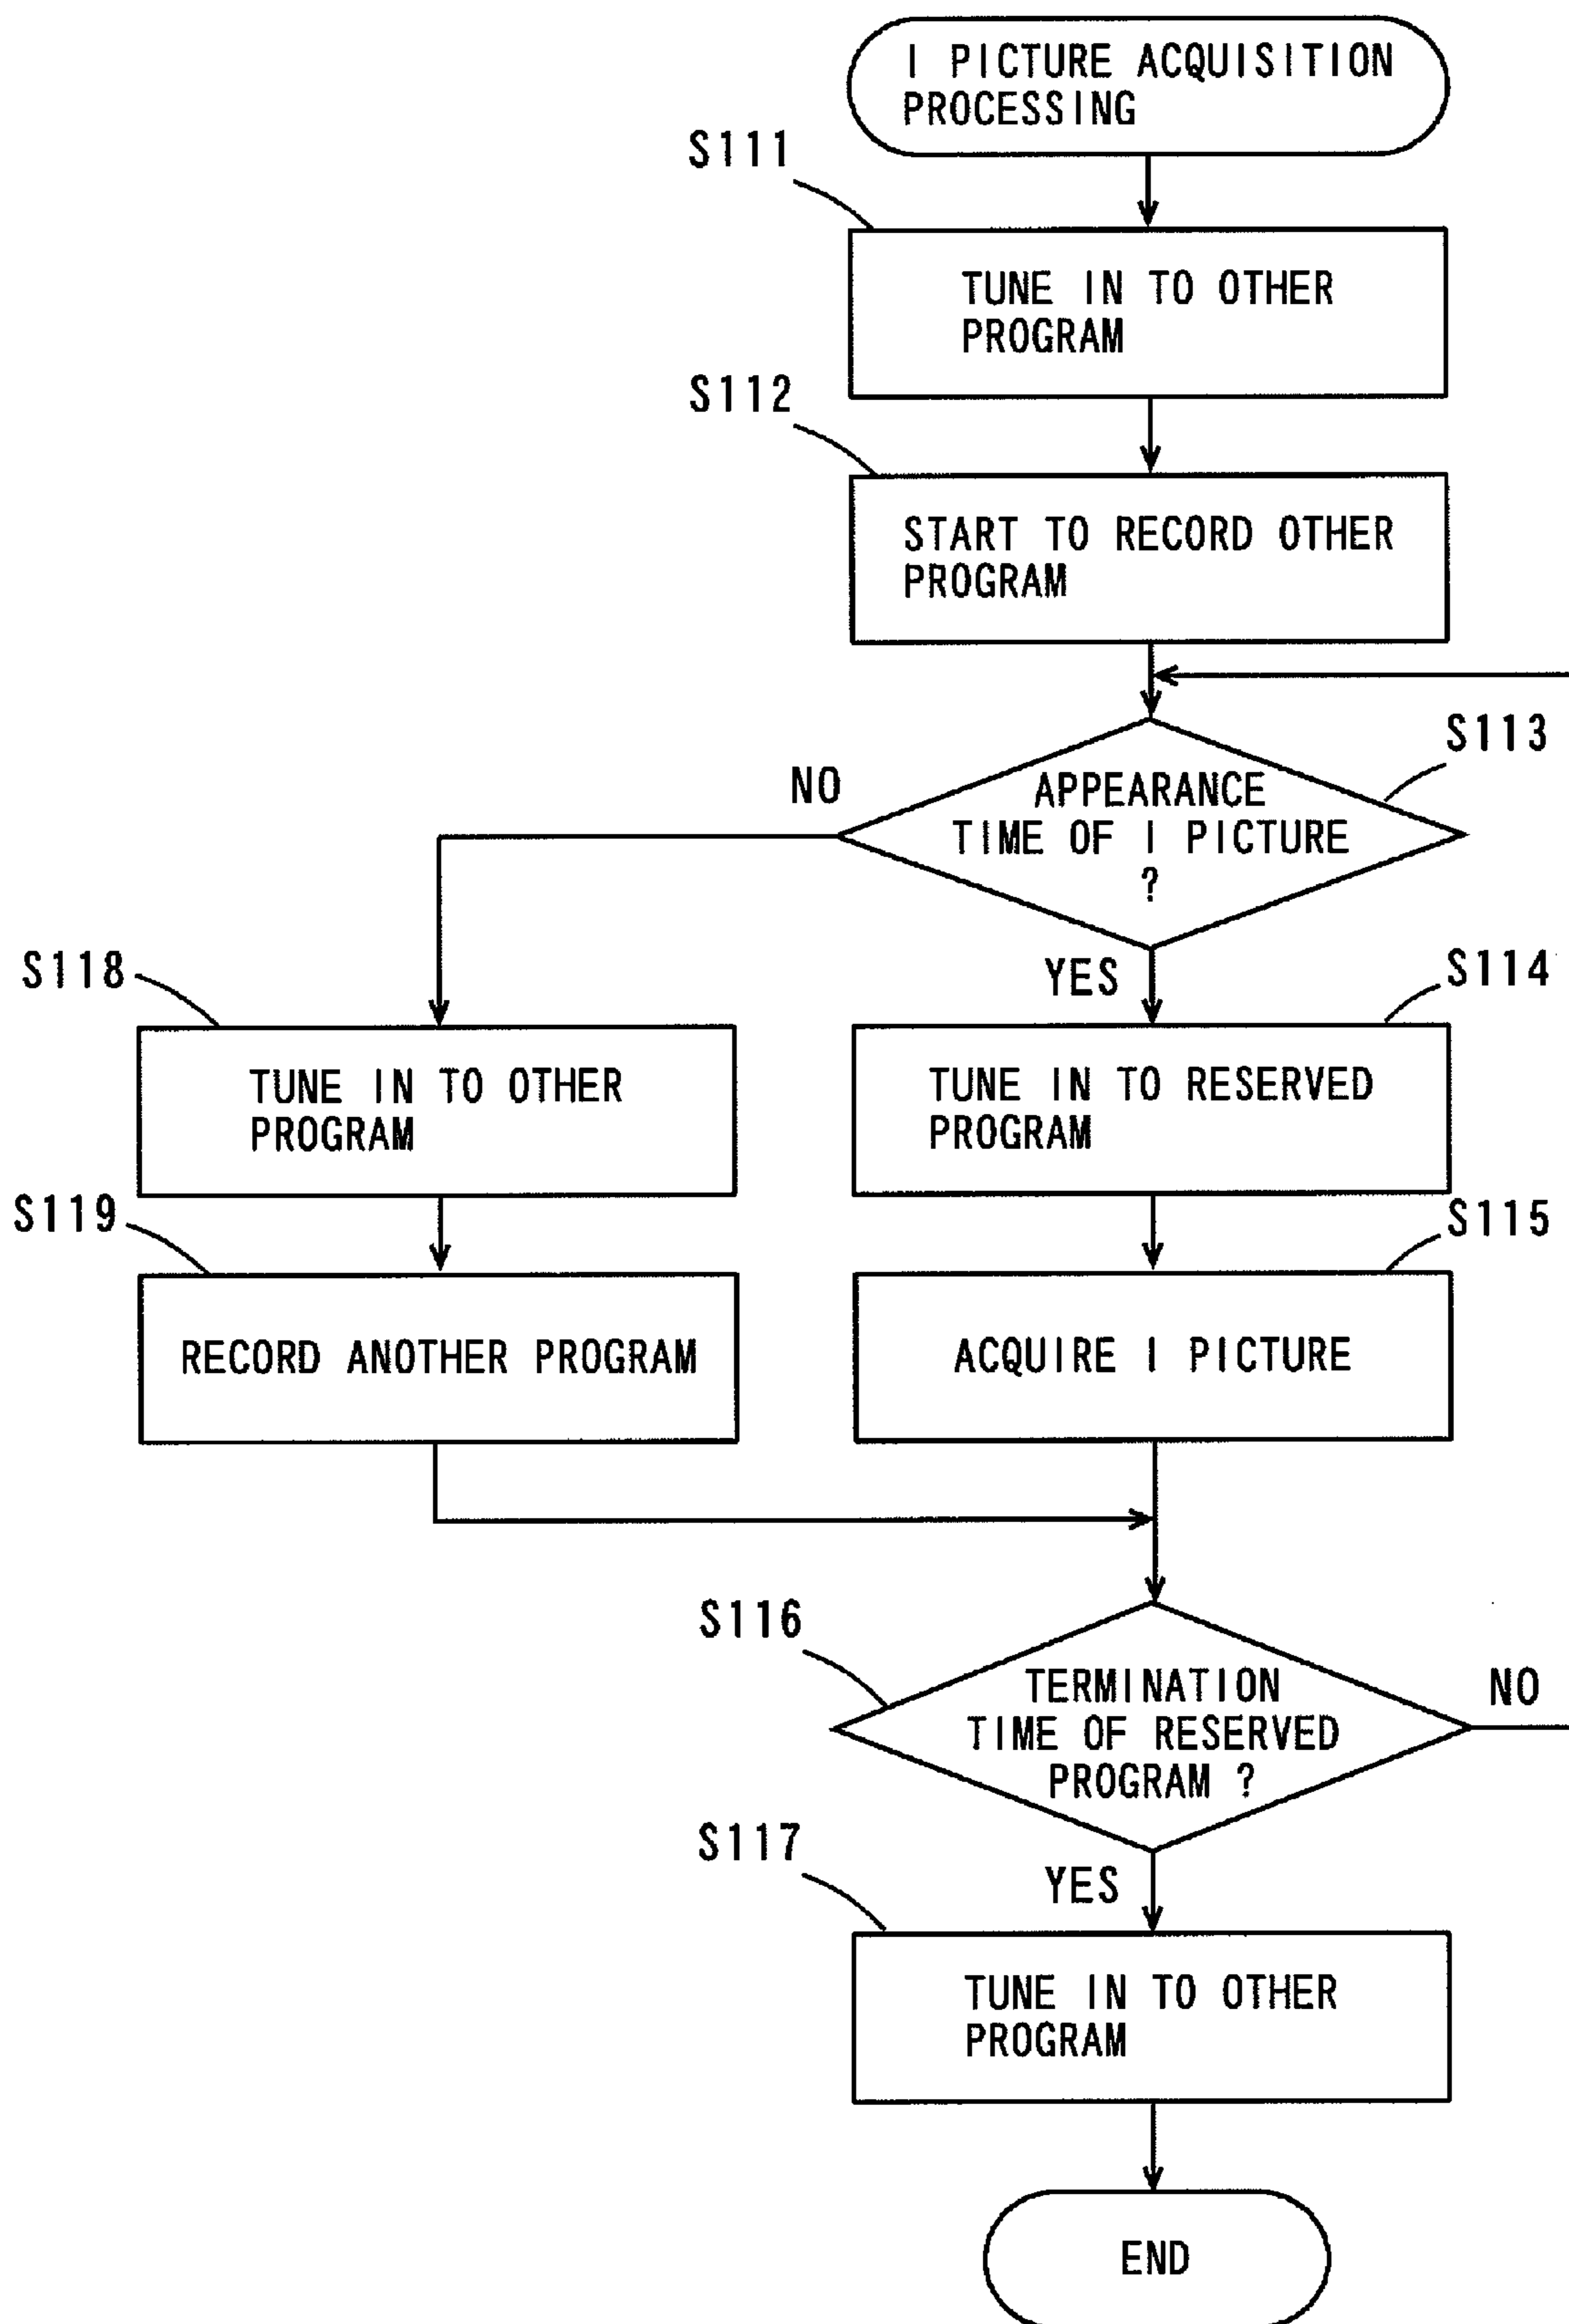 I PICTURE ACQUISITION
PROCESSING
S111
TUNE IN TO OTHER
PROGRAM
S112
START TO RECORD OTHER
PROGRAM
S113
NO
APPEARANCE
TIME OF I PICTURE
?
YES
S118
S114
TUNE IN TO OTHER
PROGRAM
TUNE IN TO RESERVED
PROGRAM
S119
S115
RECORD ANOTHER PROGRAM
ACQUIRE I PICTURE
S116
TERMINATION
TIME OF RESERVED
PROGRAM ?
NO
S117
YES
TUNE IN TO OTHER
PROGRAM
END